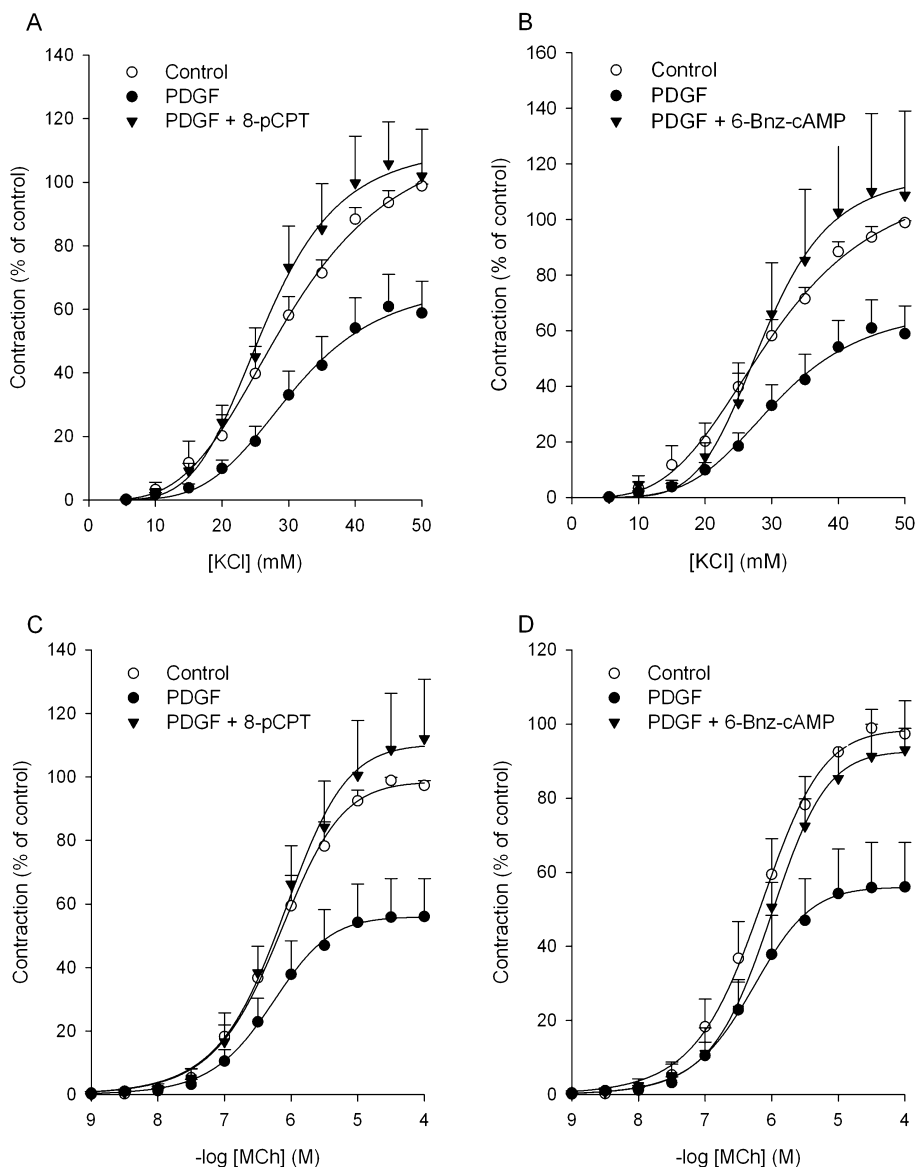 A
Contraction (% of control)
140
120
100
80
60
40
20
0
Control
PDGF
PDGF + 8-pCPT
0 10 20 30 40 50
[KCl] (mM)
B
Contraction (% of control)
160
140
120
100
80
60
40
20
0
Control
PDGF
PDGF + 6-Bnz-cAMP
0 10 20 30 40 50
[KCl] (mM)
C
Contraction (% of control)
140
120
100
80
60
40
20
0
Control
PDGF
PDGF + 8-pCPT
9 8 7 6 5 4
-log [MCh] (M)
D
Contraction (% of control)
120
100
80
60
40
20
0
Control
PDGF
PDGF + 6-Bnz-cAMP
9 8 7 6 5 4
-log [MCh] (M)